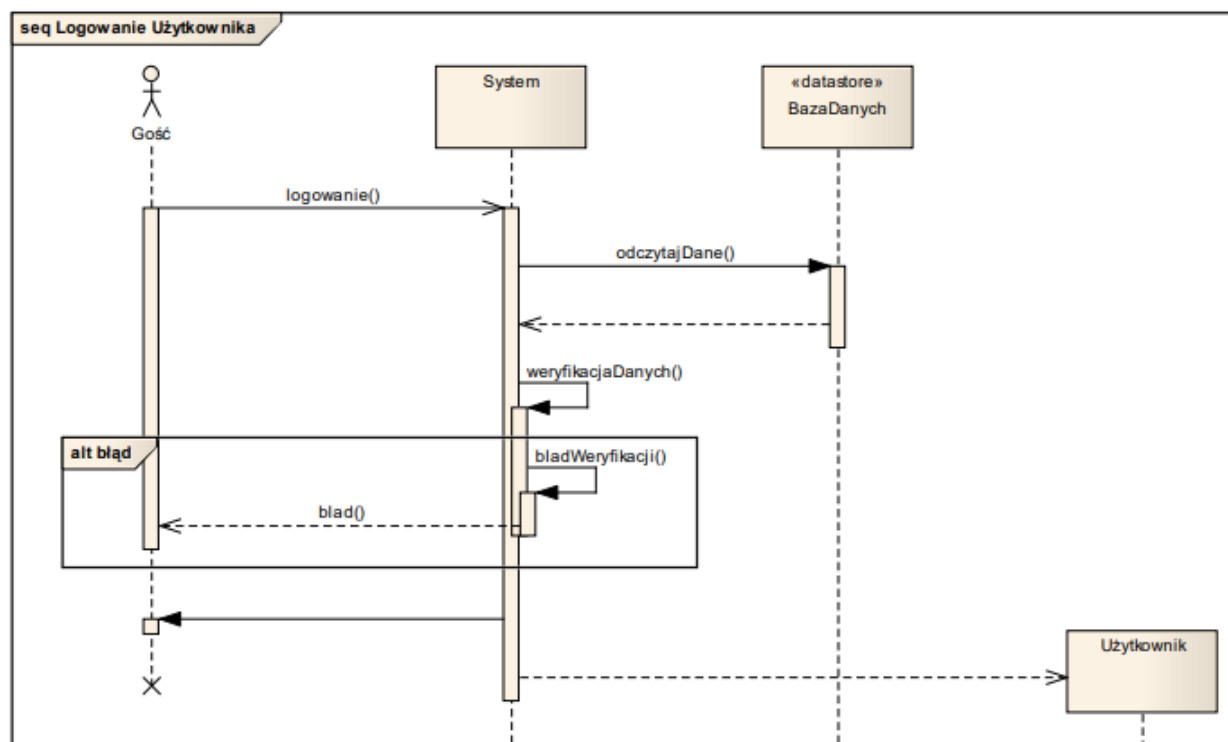 seq Logowanie Użytkownika
Gość
System
«datastore»
BazaDanych
logowanie()
odczytajDane()
weryfikacjaDanych()
alt błąd
bladWeryfikacji()
blad()
Użytkownik